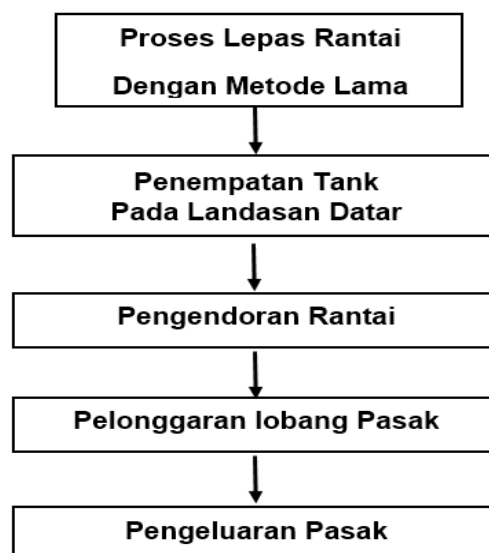 Proses Lepas Rantai
Dengan Metode Lama
Penempatan Tank
Pada Landasan Datar
Pengendoran Rantai
Pelonggaran lobang Pasak
Pengeluaran Pasak